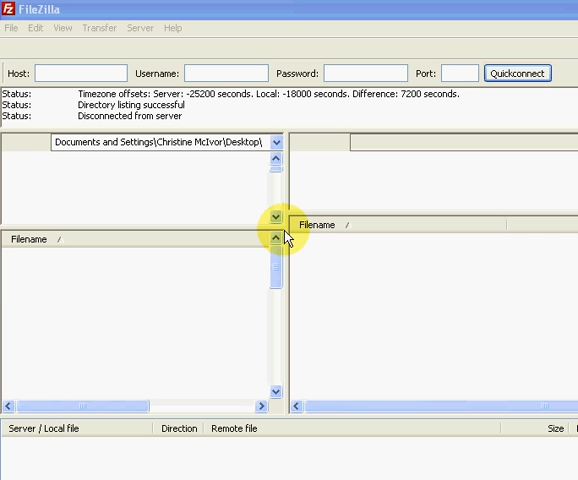 FileZilla
File Edit View Transfer Server Help
Host: Username: Password: Port: Quickconnect
Status: Timezone offsets: Server: -25200 seconds. Local: -18000 seconds. Difference: 7200 seconds.
Status: Directory listing successful
Status: Disconnected from server
Documents and Settings\Christine McIvor\Desktop\
Filename /
Filename /
Server / Local file Direction Remote file Size